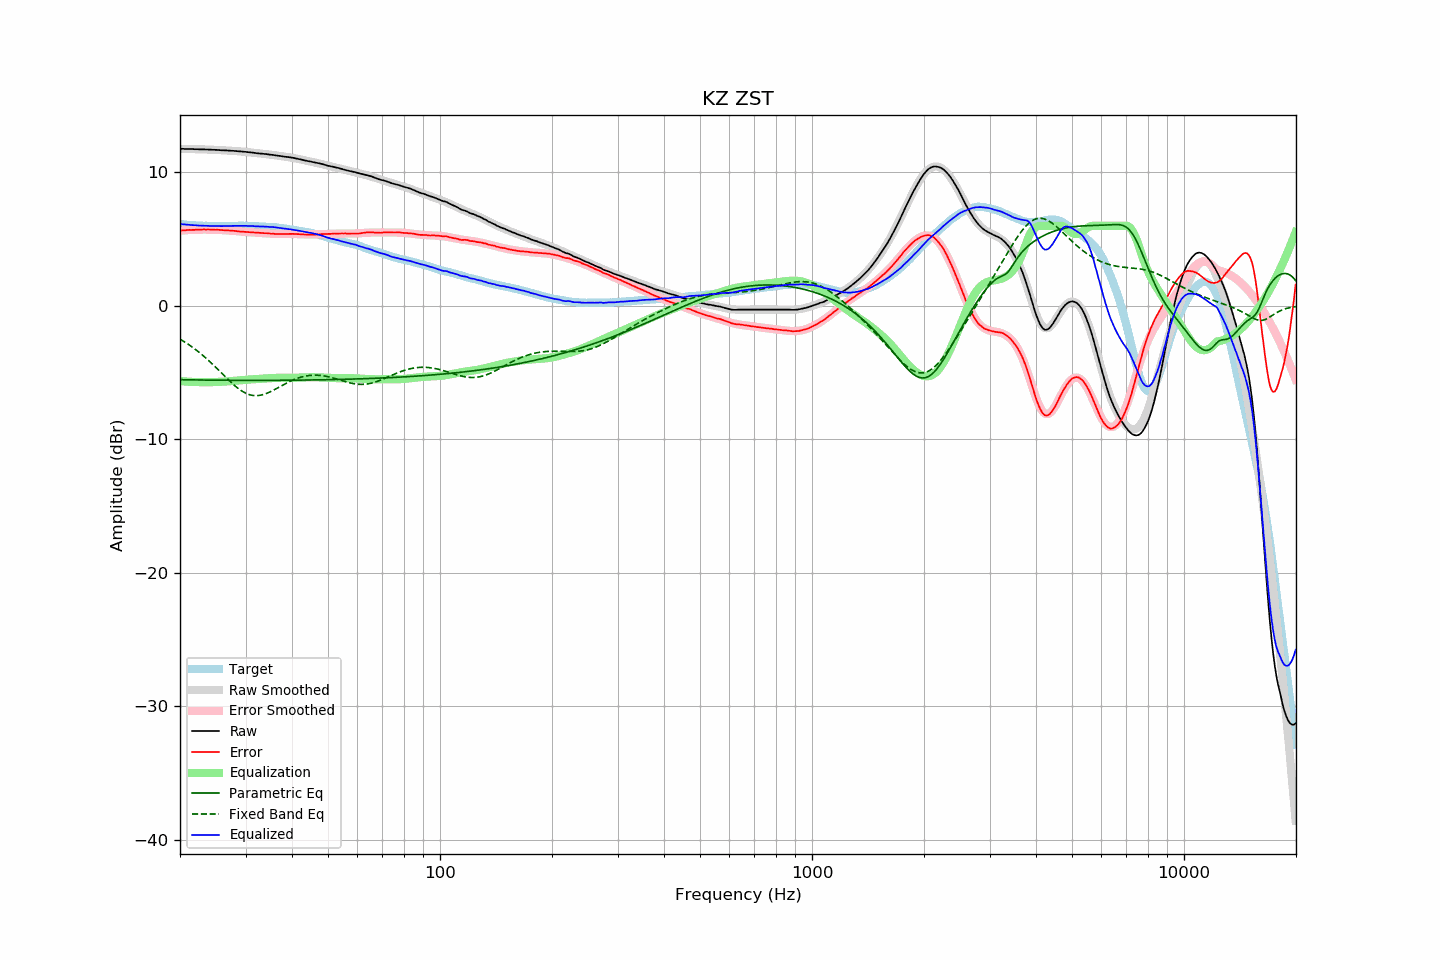 KZ ZST
10
0
−10
−20
−30
−40
Amplitude (dBr)
Target
Raw Smoothed
Error Smoothed
Raw
Error
Equalization
Parametric Eq
Fixed Band Eq
Equalized
100
1000
10000
Frequency (Hz)